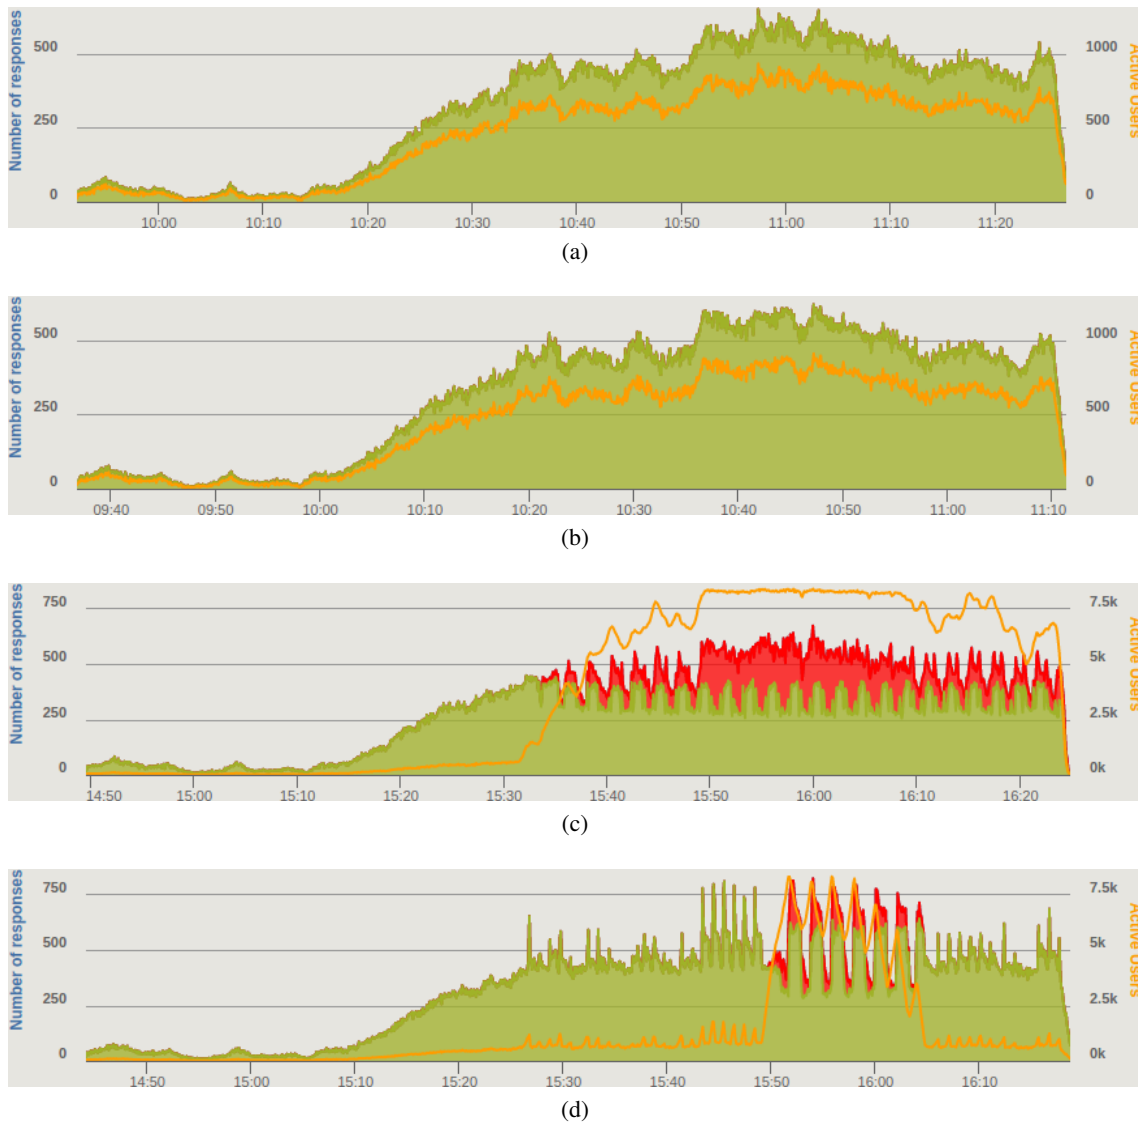 Number of responses
500
250
0
1000
500
0
Active Users
10:00 10:10 10:20 10:30 10:40 10:50 11:00 11:10 11:20
(a)
Number of responses
500
250
0
1000
500
0
Active Users
09:40 09:50 10:00 10:10 10:20 10:30 10:40 10:50 11:00 11:10
(b)
Number of responses
750
500
250
0
7.5k
5k
2.5k
0k
Active Users
14:50 15:00 15:10 15:20 15:30 15:40 15:50 16:00 16:10 16:20
(c)
Number of responses
750
500
250
0
7.5k
5k
2.5k
0k
Active Users
14:50 15:00 15:10 15:20 15:30 15:40 15:50 16:00 16:10
(d)